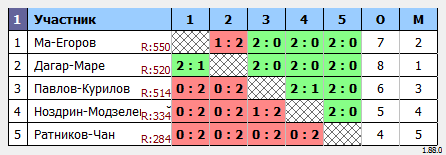 1 Участник 1 2 3 4 5 О М
1 Ма-Егоров R:550 1 : 2 2 : 0 2 : 0 2 : 0 7 2
2 Дагар-Маре R:520 2 : 1 2 : 0 2 : 0 2 : 0 8 1
3 Павлов-Курилов R:514 0 : 2 0 : 2 2 : 1 2 : 0 6 3
4 Ноздрин-Модзелев R:334 0 : 2 0 : 2 1 : 2 2 : 0 5 4
5 Ратников-Чан R:284 0 : 2 0 : 2 0 : 2 0 : 2 4 5
1.88.0